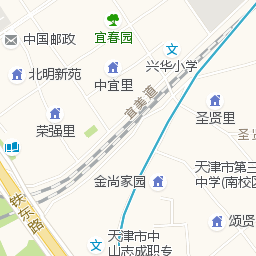 宜春园
中国邮政
兴华小学
北明新苑
中宜里
宜美道
圣贤里
荣强里
圣
天津市第三
中学(南校区
金尚家园
铁东路
颂贤
天津市中
山志成职专